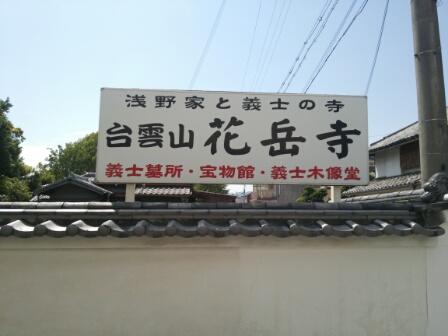 浅野家と義士の寺
台雲山 花岳寺
義士墓所・宝物館・義士木像堂